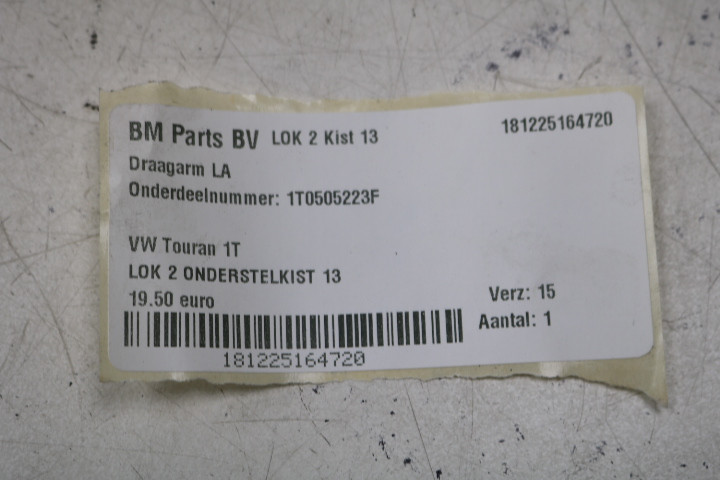 BM Parts BV LOK 2 Kist 13 181225164720
Draagarm LA
Onderdeelnummer: 1T0505223F
VW Touran 1T
LOK 2 ONDERSTELKIST 13
19.50 euro Verz: 15
Aantal: 1
181225164720